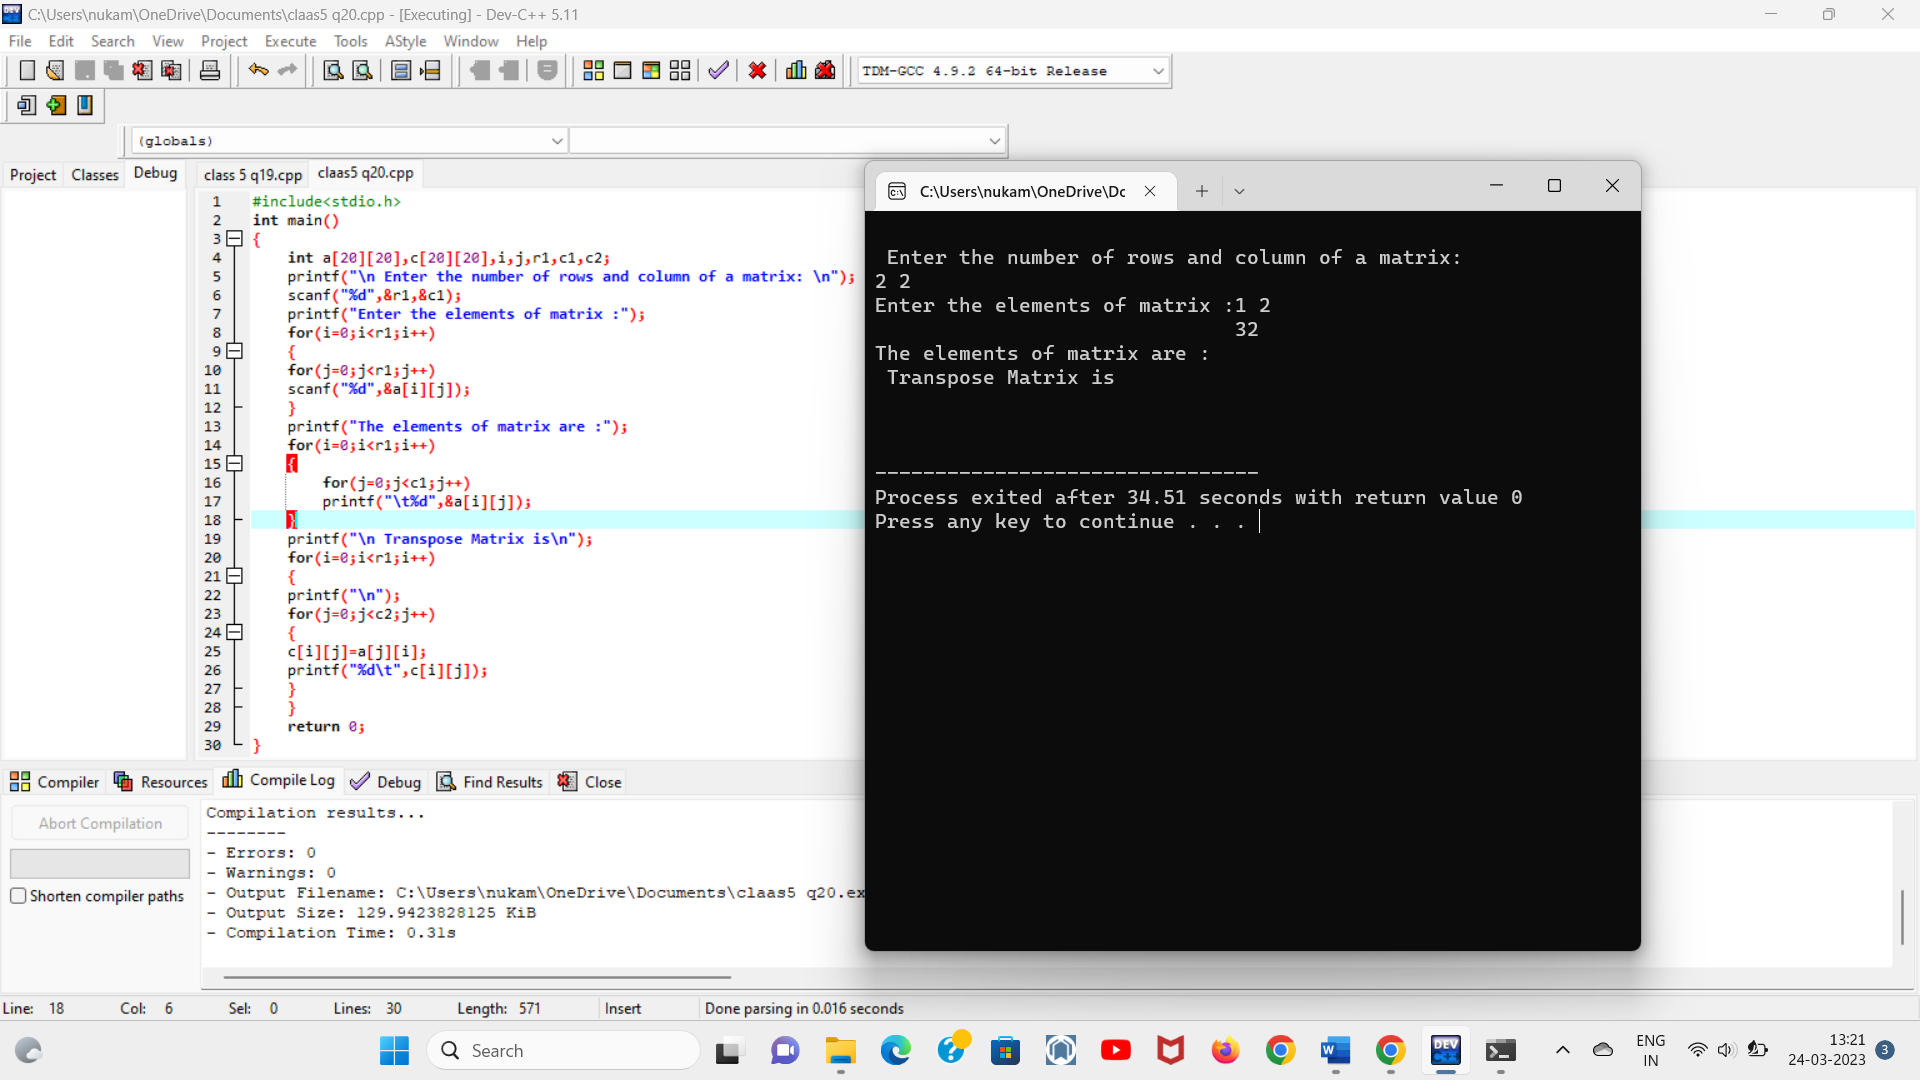 C:\Users\nukam\OneDrive\Documents\claas5 q20.cpp - [Executing] - Dev-C++ 5.11
File Edit Search View Project Execute Tools AStyle Window Help
TDM-GCC 4.9.2 64-bit Release
(globals)
Project Classes Debug
class 5 q19.cpp claas5 q20.cpp
1 #include<stdio.h>
2 int main()
3 {
4 int a[20][20],c[20][20],i,j,r1,c1,c2;
5 printf("\n Enter the number of rows and column of a matrix: \n");
6 scanf("%d",&r1,&c1);
7 printf("Enter the elements of matrix :");
8 for(i=0;i<r1;i++)
9 {
10 for(j=0;j<r1;j++)
11 scanf("%d",&a[i][j]);
12 }
13 printf("The elements of matrix are :");
14 for(i=0;i<r1;i++)
15 {
16 for(j=0;j<c1;j++)
17 printf("\t%d",&a[i][j]);
18 }
19 printf("\n Transpose Matrix is\n");
20 for(i=0;i<r1;i++)
21 {
22 printf("\n");
23 for(j=0;j<c2;j++)
24 {
25 c[i][j]=a[j][i];
26 printf("%d\t",c[i][j]);
27 }
28 }
29 return 0;
30 }
C:\Users\nukam\OneDrive\Dc
Enter the number of rows and column of a matrix:
2 2
Enter the elements of matrix :1 2
32
The elements of matrix are :
Transpose Matrix is
--------------------------------
Process exited after 34.51 seconds with return value 0
Press any key to continue . . .
Compiler Resources Compile Log Debug Find Results Close
Abort Compilation
Shorten compiler paths
Compilation results...
--------
- Errors: 0
- Warnings: 0
- Output Filename: C:\Users\nukam\OneDrive\Documents\claas5 q20.ex
- Output Size: 129.9423828125 KiB
- Compilation Time: 0.31s
Line: 18 Col: 6 Sel: 0 Lines: 30 Length: 571 Insert Done parsing in 0.016 seconds
Search
DEV C++
ENG
IN
13:21
24-03-2023
3